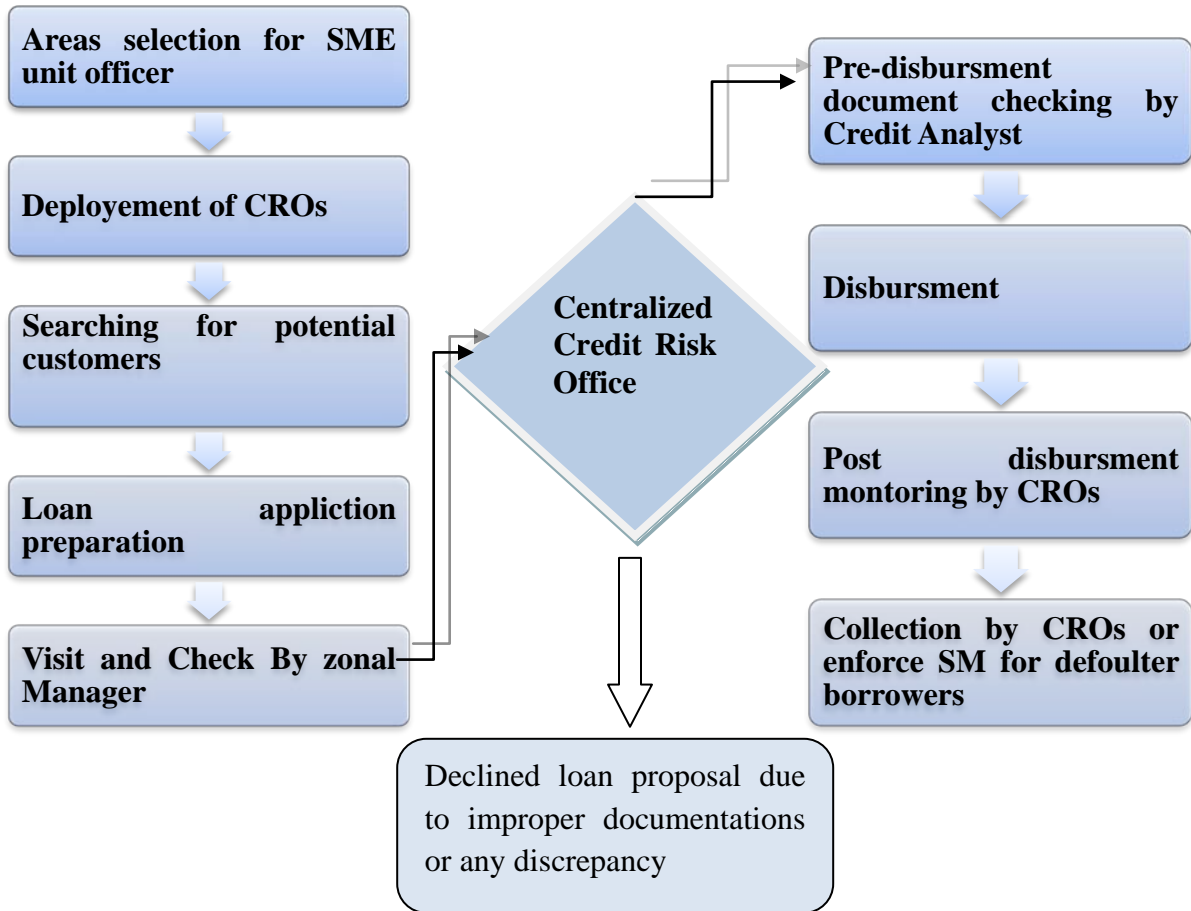 Areas selection for SME
unit officer
Deployement of CROs
Searching for potential
customers
Loan appliction
preparation
Visit and Check By zonal
Manager
Centralized
Credit Risk
Office
Declined loan proposal due
to improper documentations
or any discrepancy
Pre-disbursment
document checking by
Credit Analyst
Disbursment
Post disbursment
montoring by CROs
Collection by CROs or
enforce SM for defoulter
borrowers